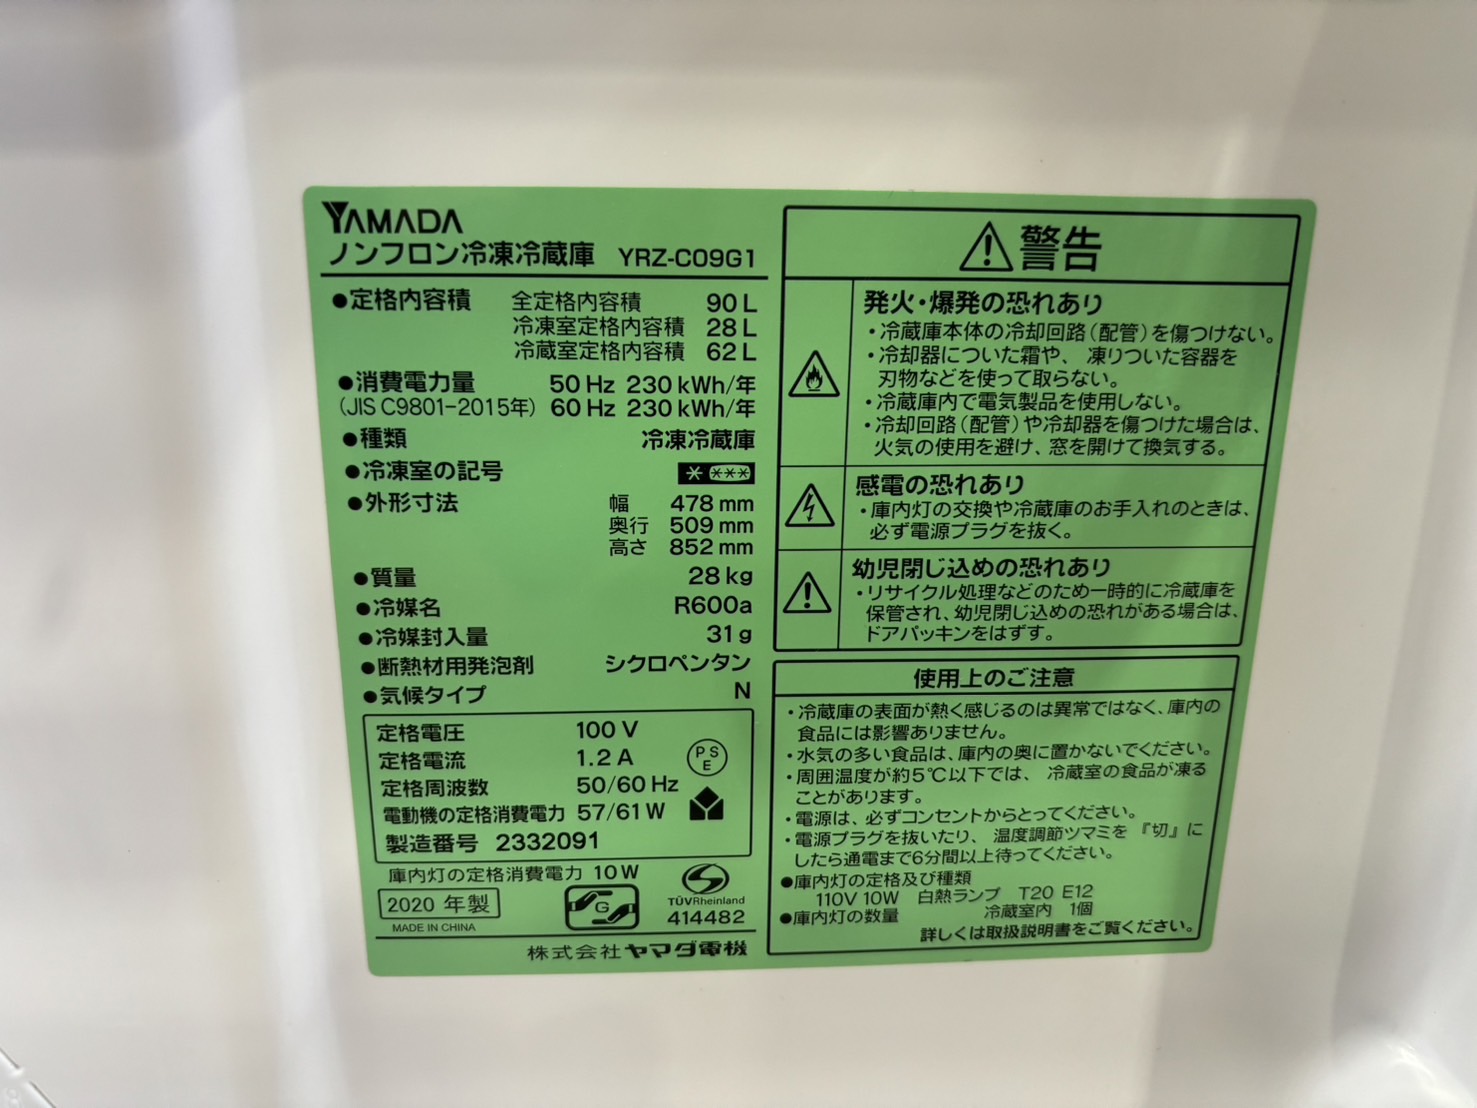 YAMADA
ノンフロン冷凍冷蔵庫 YRZ-C09G1
●定格内容積 全定格内容積 90 L
冷凍室定格内容積 28 L
冷蔵室定格内容積 62 L
●消費電力量 50 Hz 230 kWh/年
(JIS C9801-2015年) 60 Hz 230 kWh/年
●種類 冷凍冷蔵庫
●冷凍室の記号 * ***
●外形寸法 幅 478 mm
奥行 509 mm
高さ 852 mm
●質量 28 kg
●冷媒名 R600a
●冷媒封入量 31 g
●断熱材用発泡剤 シクロペンタン
●気候タイプ N
定格電圧 100 V
定格電流 1.2 A
定格周波数 50/60 Hz
電動機の定格消費電力 57/61 W
製造番号 2332091
PSE
庫内灯の定格消費電力 10 W
2020 年製
MADE IN CHINA
G
TÜVRheinland
414482
株式会社ヤマダ電機
警告
発火・爆発の恐れあり
・冷蔵庫本体の冷却回路(配管)を傷つけない。
・冷却器についた霜や、凍りついた容器を
刃物などを使って取らない。
・冷蔵庫内で電気製品を使用しない。
・冷却回路(配管)や冷却器を傷つけた場合は、
火気の使用を避け、窓を開けて換気する。
感電の恐れあり
・庫内灯の交換や冷蔵庫のお手入れのときは、
必ず電源プラグを抜く。
幼児閉じ込めの恐れあり
・リサイクル処理などのため一時的に冷蔵庫を
保管され、幼児閉じ込めの恐れがある場合は、
ドアパッキンをはずす。
使用上のご注意
・冷蔵庫の表面が熱く感じるのは異常ではなく、庫内の
食品には影響ありません。
・水気の多い食品は、庫内の奥に置かないでください。
・周囲温度が約5℃以下では、冷蔵室の食品が凍る
ことがあります。
・電源は、必ずコンセントからとってください。
・電源プラグを抜いたり、温度調節ツマミを『切』に
したら通電まで6分間以上待ってください。
●庫内灯の定格及び種類
110V 10W 白熱ランプ T20 E12
●庫内灯の数量 冷蔵室内 1個
詳しくは取扱説明書をご覧ください。